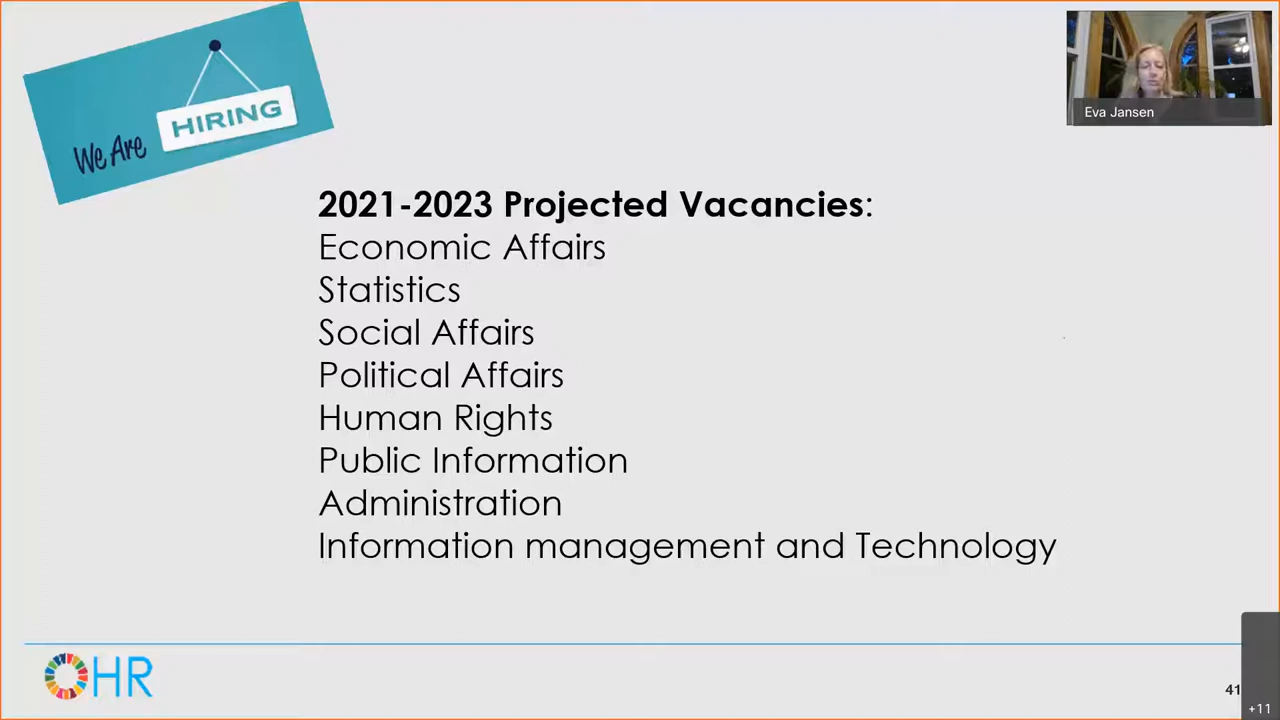 We Are HIRING
Eva Jansen
2021-2023 Projected Vacancies:
Economic Affairs
Statistics
Social Affairs
Political Affairs
Human Rights
Public Information
Administration
Information management and Technology
OHR
41
+11